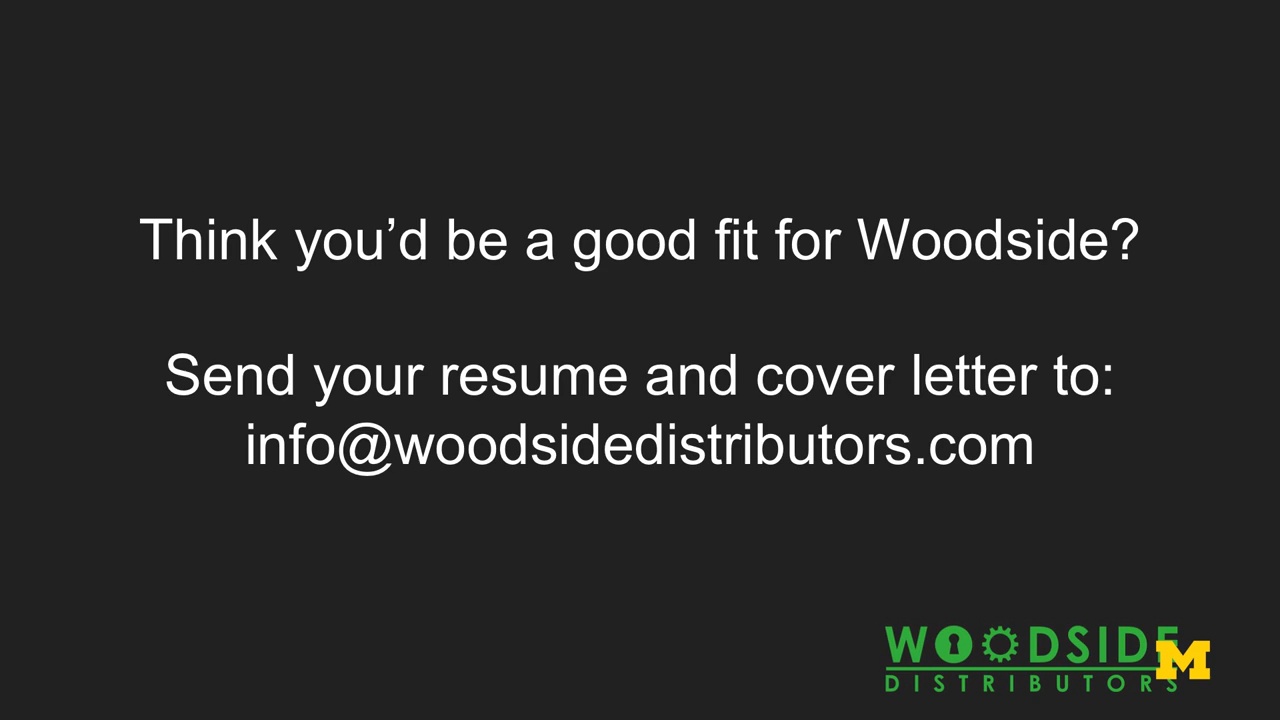 Think you’d be a good fit for Woodside?
Send your resume and cover letter to:
info@woodsidedistributors.com
WOODSIDE
DISTRIBUTORS
M